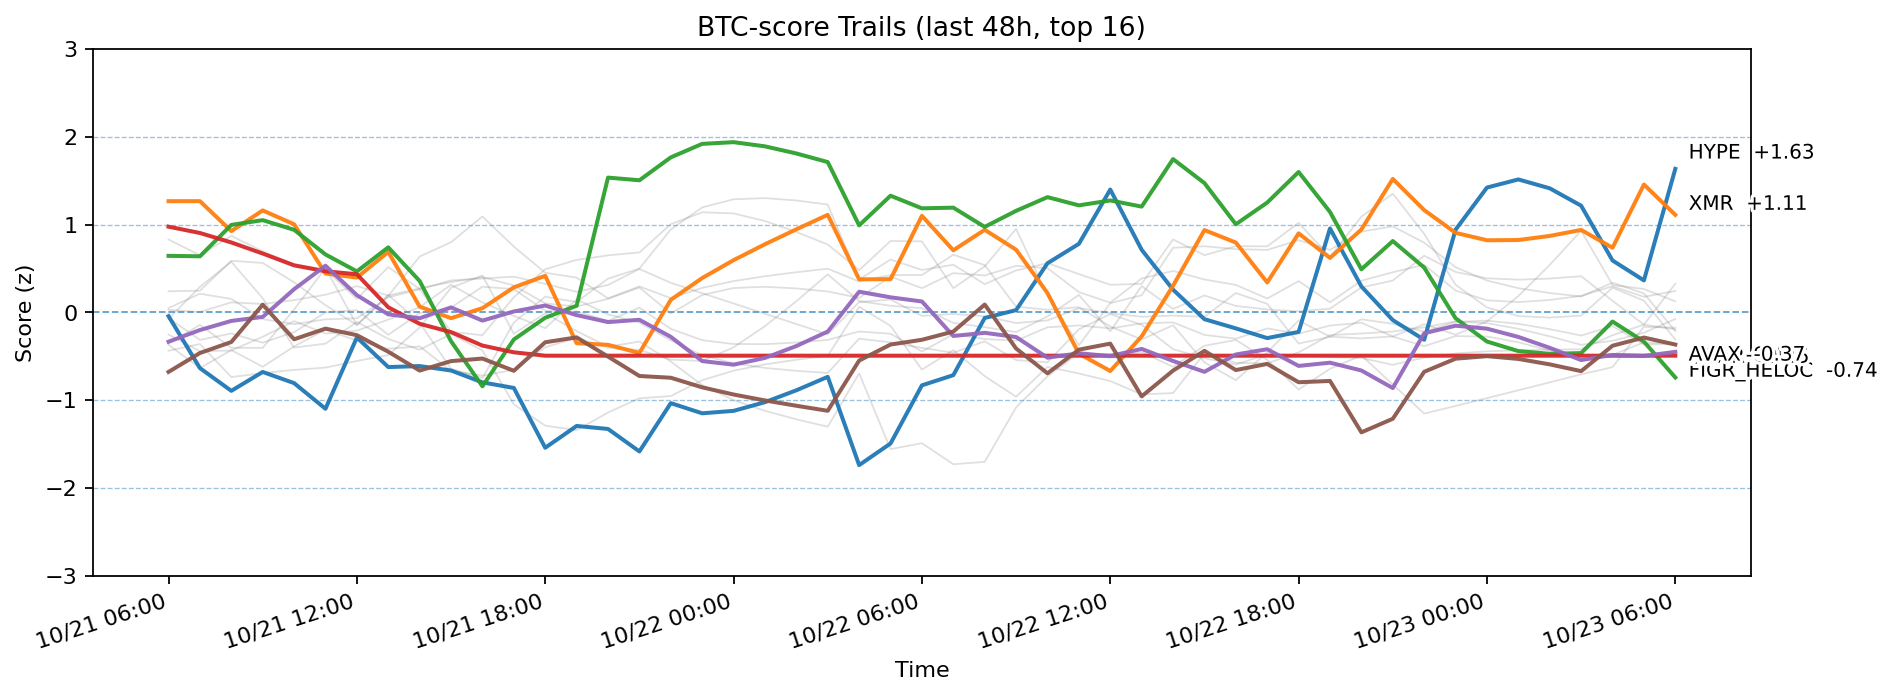 BTC-score Trails (last 48h, top 16)
3
2
1
0
−1
−2
−3
Score (z)
HYPE +1.63
XMR +1.11
AVAX -0.37
FIGR_HELOC -0.74
10/21 06:00
10/21 12:00
10/21 18:00
10/22 00:00
10/22 06:00
10/22 12:00
10/22 18:00
10/23 00:00
10/23 06:00
Time